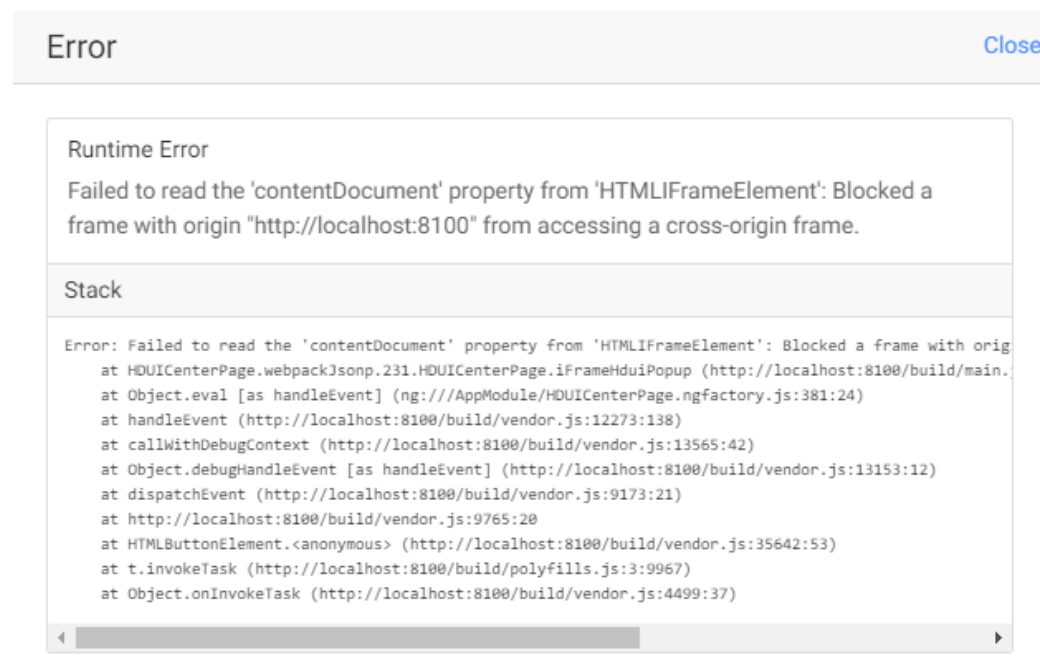 Error
Close
Runtime Error
Failed to read the 'contentDocument' property from 'HTMLIFrameElement': Blocked a
frame with origin "http://localhost:8100" from accessing a cross-origin frame.
Stack
Error: Failed to read the 'contentDocument' property from 'HTMLIFrameElement': Blocked a frame with orig
at HDUICenterPage.webpackJsonp.231.HDUICenterPage.iFrameHduiPopup (http://localhost:8100/build/main.j
at Object.eval [as handleEvent] (ng:///AppModule/HDUICenterPage.ngfactory.js:381:24)
at handleEvent (http://localhost:8100/build/vendor.js:12273:138)
at callWithDebugContext (http://localhost:8100/build/vendor.js:13565:42)
at Object.debugHandleEvent [as handleEvent] (http://localhost:8100/build/vendor.js:13153:12)
at dispatchEvent (http://localhost:8100/build/vendor.js:9173:21)
at http://localhost:8100/build/vendor.js:9765:20
at HTMLButtonElement.<anonymous> (http://localhost:8100/build/vendor.js:35642:53)
at t.invokeTask (http://localhost:8100/build/polyfills.js:3:9967)
at Object.onInvokeTask (http://localhost:8100/build/vendor.js:4499:37)